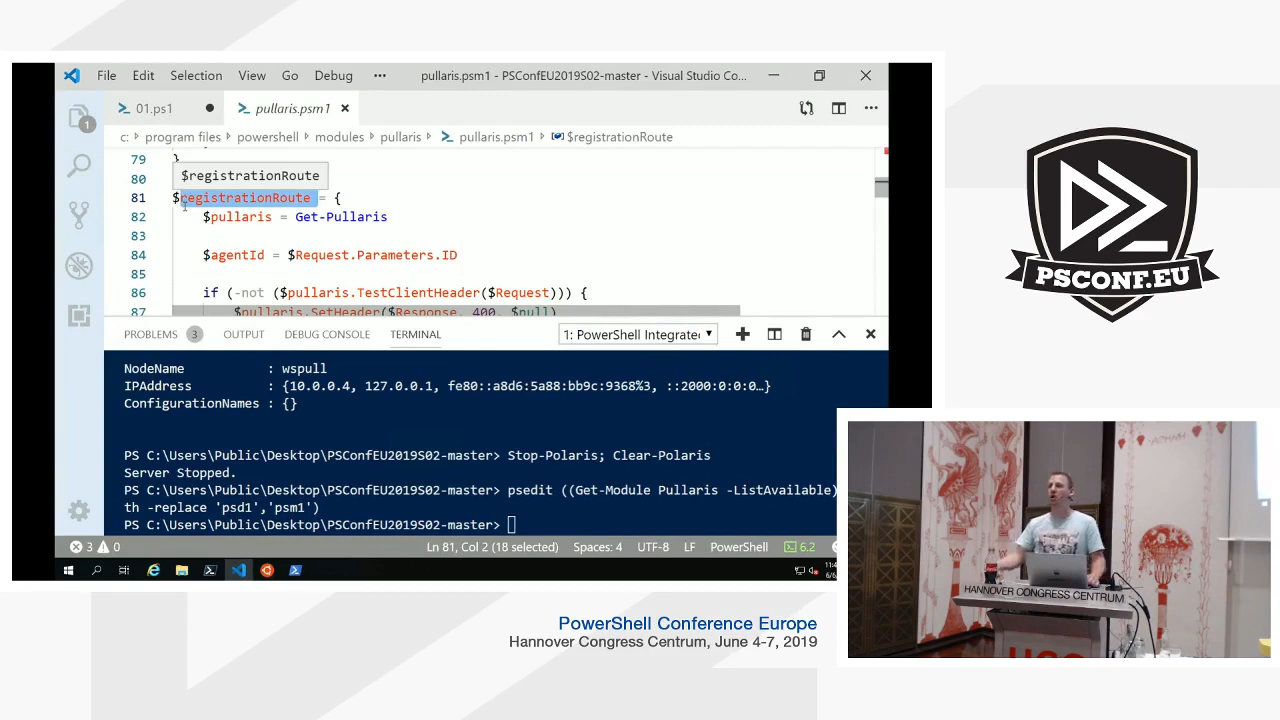 File Edit Selection View Go Debug ••• pullaris.psm1 - PSConfEU2019S02-master - Visual Studio Co...
1
01.ps1 pullaris.psm1
c: program files powershell modules pullaris pullaris.psm1 $registrationRoute
79 }
80
$registrationRoute
81 $registrationRoute = {
82 $pullaris = Get-Pullaris
83
84 $agentId = $Request.Parameters.ID
85
86 if (-not ($pullaris.TestClientHeader($Request))) {
87 $pullaris.SetHeader($Response, 400, $null)
PROBLEMS 3 OUTPUT DEBUG CONSOLE TERMINAL 1: PowerShell Integrate
NodeName : wspull
IPAddress : {10.0.0.4, 127.0.0.1, fe80::a8d6:5a88:bb9c:9368%3, ::2000:0:0:0…}
ConfigurationNames : {}
PS C:\Users\Public\Desktop\PSConfEU2019S02-master> Stop-Polaris; Clear-Polaris
Server Stopped.
PS C:\Users\Public\Desktop\PSConfEU2019S02-master> psedit ((Get-Module Pullaris -ListAvailable)
th -replace 'psd1','psm1')
PS C:\Users\Public\Desktop\PSConfEU2019S02-master>
3 0 Ln 81, Col 2 (18 selected) Spaces: 4 UTF-8 LF PowerShell 6.2
11:4
6/6
PSCONF.EU
HANNOVER CONGRESS CENTRUM
PowerShell Conference Europe
Hannover Congress Centrum, June 4-7, 2019